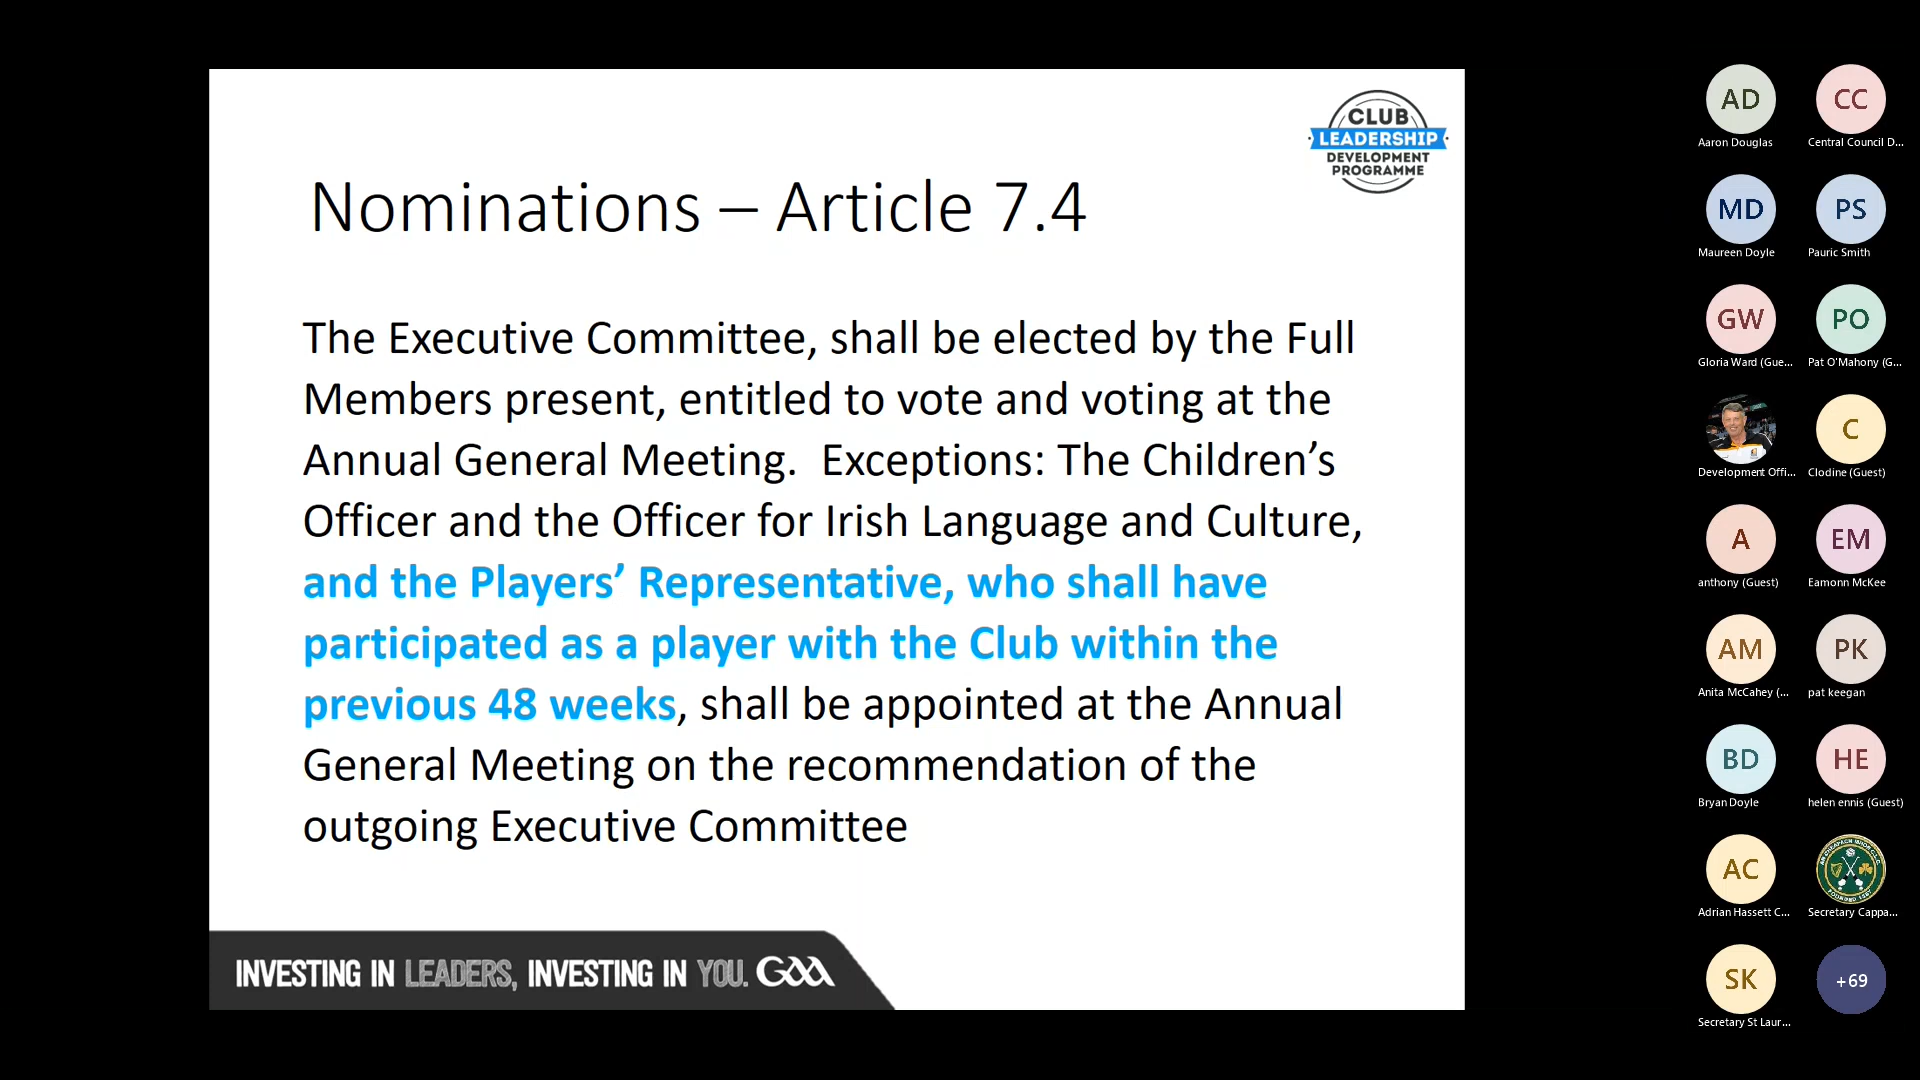 CLUB
LEADERSHIP
DEVELOPMENT
PROGRAMME
Nominations – Article 7.4
The Executive Committee, shall be elected by the Full
Members present, entitled to vote and voting at the
Annual General Meeting.  Exceptions: The Children’s
Officer and the Officer for Irish Language and Culture,
and the Players’ Representative, who shall have
participated as a player with the Club within the
previous 48 weeks, shall be appointed at the Annual
General Meeting on the recommendation of the
outgoing Executive Committee
INVESTING IN LEADERS, INVESTING IN YOU. GAA
AD
CC
Aaron Douglas
Central Council D...
MD
PS
Maureen Doyle
Pauric Smith
GW
PO
Gloria Ward (Gue...
Pat O'Mahony (G...
C
Development Offi...
Clodine (Guest)
A
EM
anthony (Guest)
Eamonn McKee
AM
PK
Anita McCahey (...
pat keegan
BD
HE
Bryan Doyle
helen ennis (Guest)
AC
Adrian Hassett C...
Secretary Cappa...
SK
+69
Secretary St Laur...